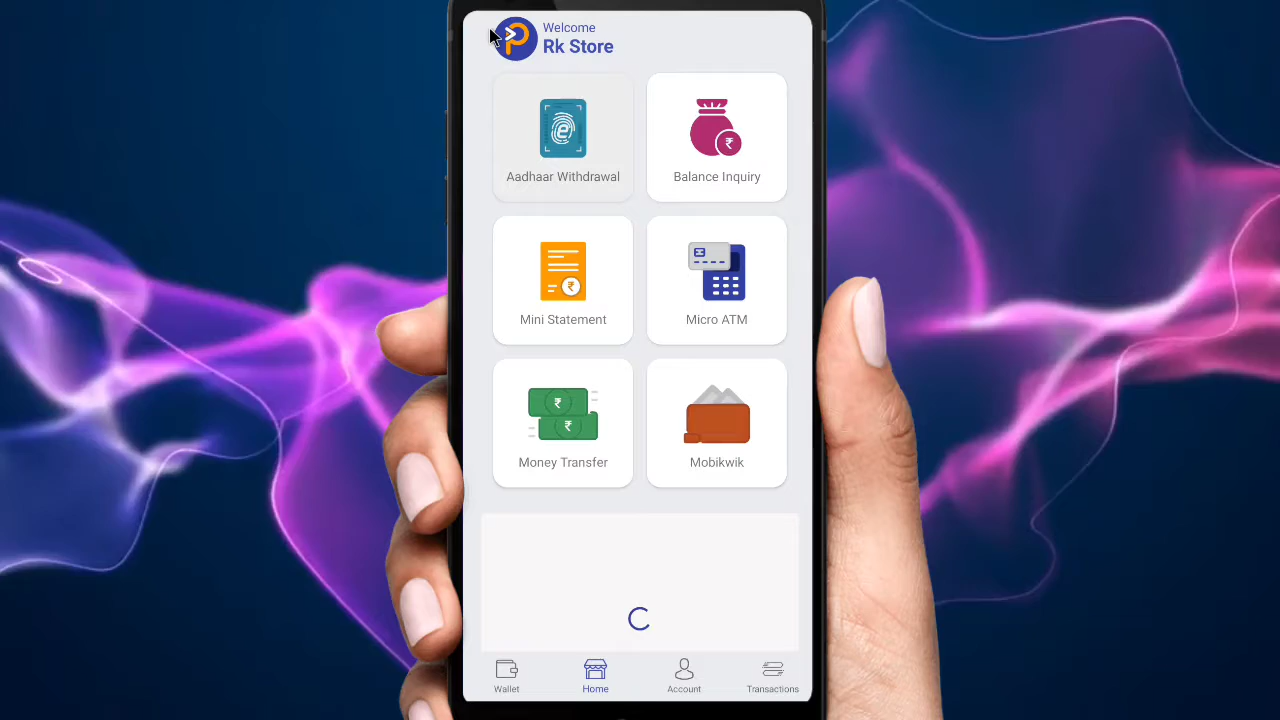 Welcome
Rk Store
Aadhaar Withdrawal
Balance Inquiry
Mini Statement
Micro ATM
Money Transfer
Mobikwik
Wallet
Home
Account
Transactions